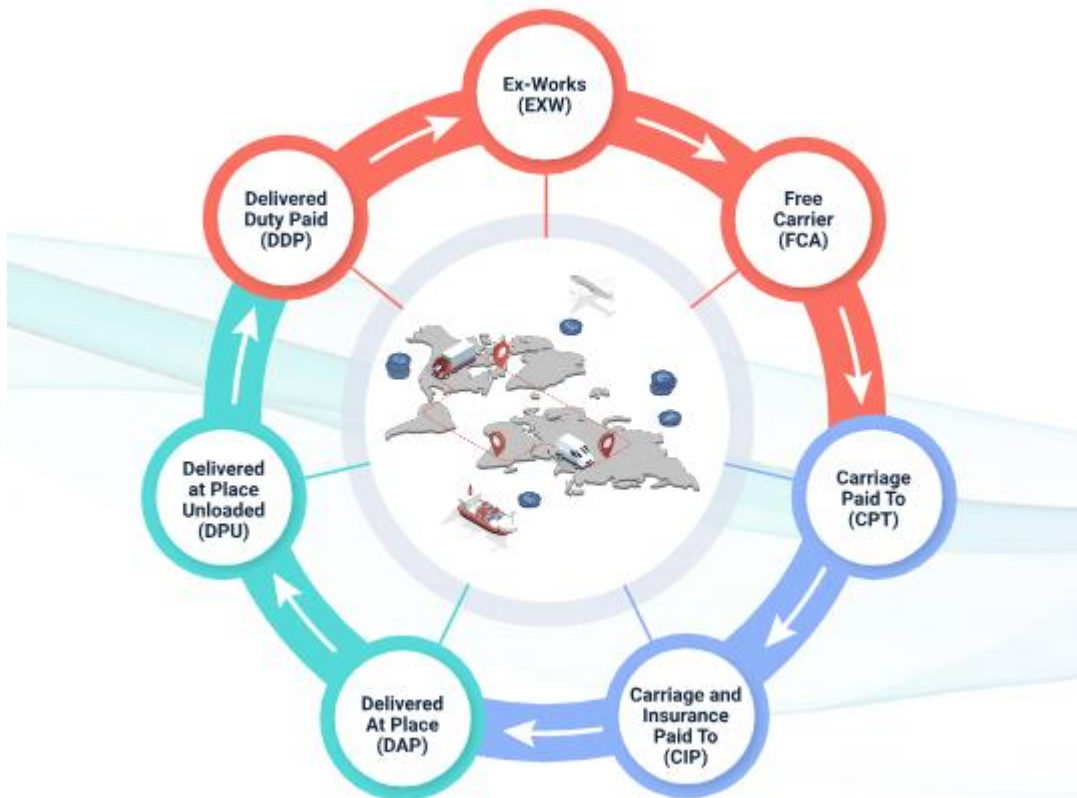 Ex-Works
(EXW)
Free
Carrier
(FCA)
Carriage
Paid To
(CPT)
Carriage and
Insurance
Paid To
(CIP)
Delivered
At Place
(DAP)
Delivered
at Place
Unloaded
(DPU)
Delivered
Duty Paid
(DDP)